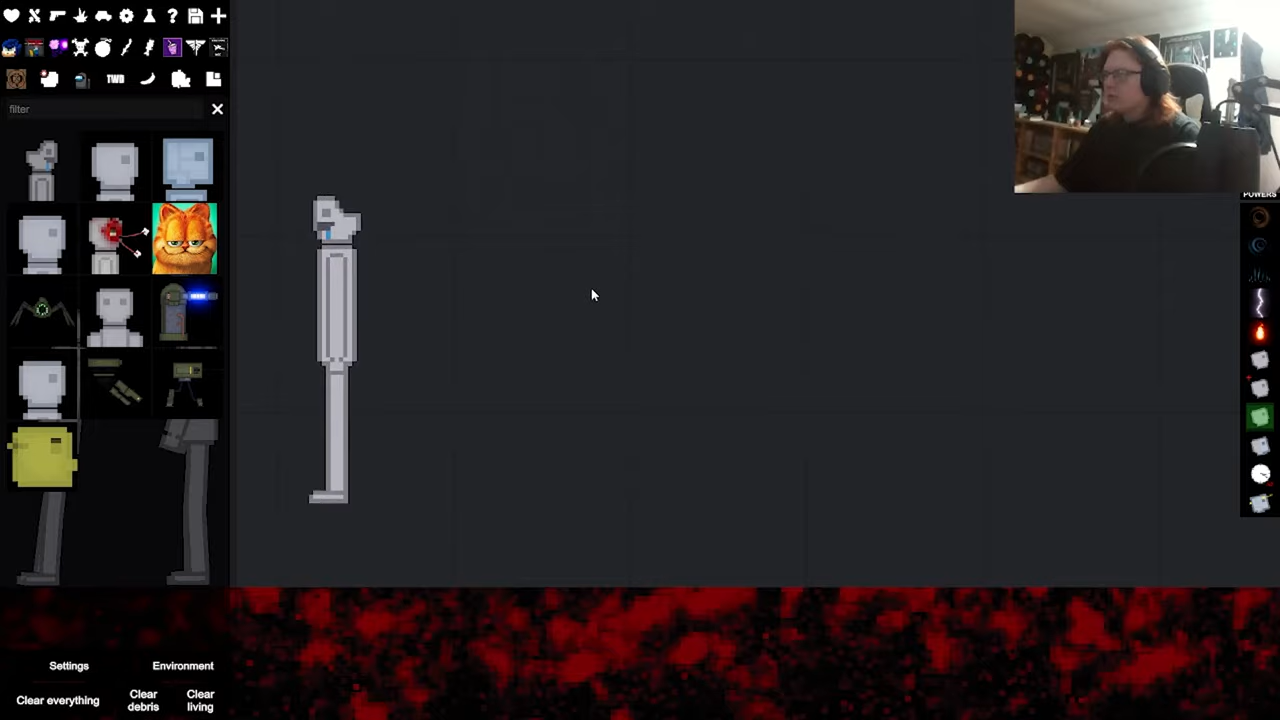 TWD
filter
POWERS
Settings
Environment
Clear everything
Clear
debris
Clear
living